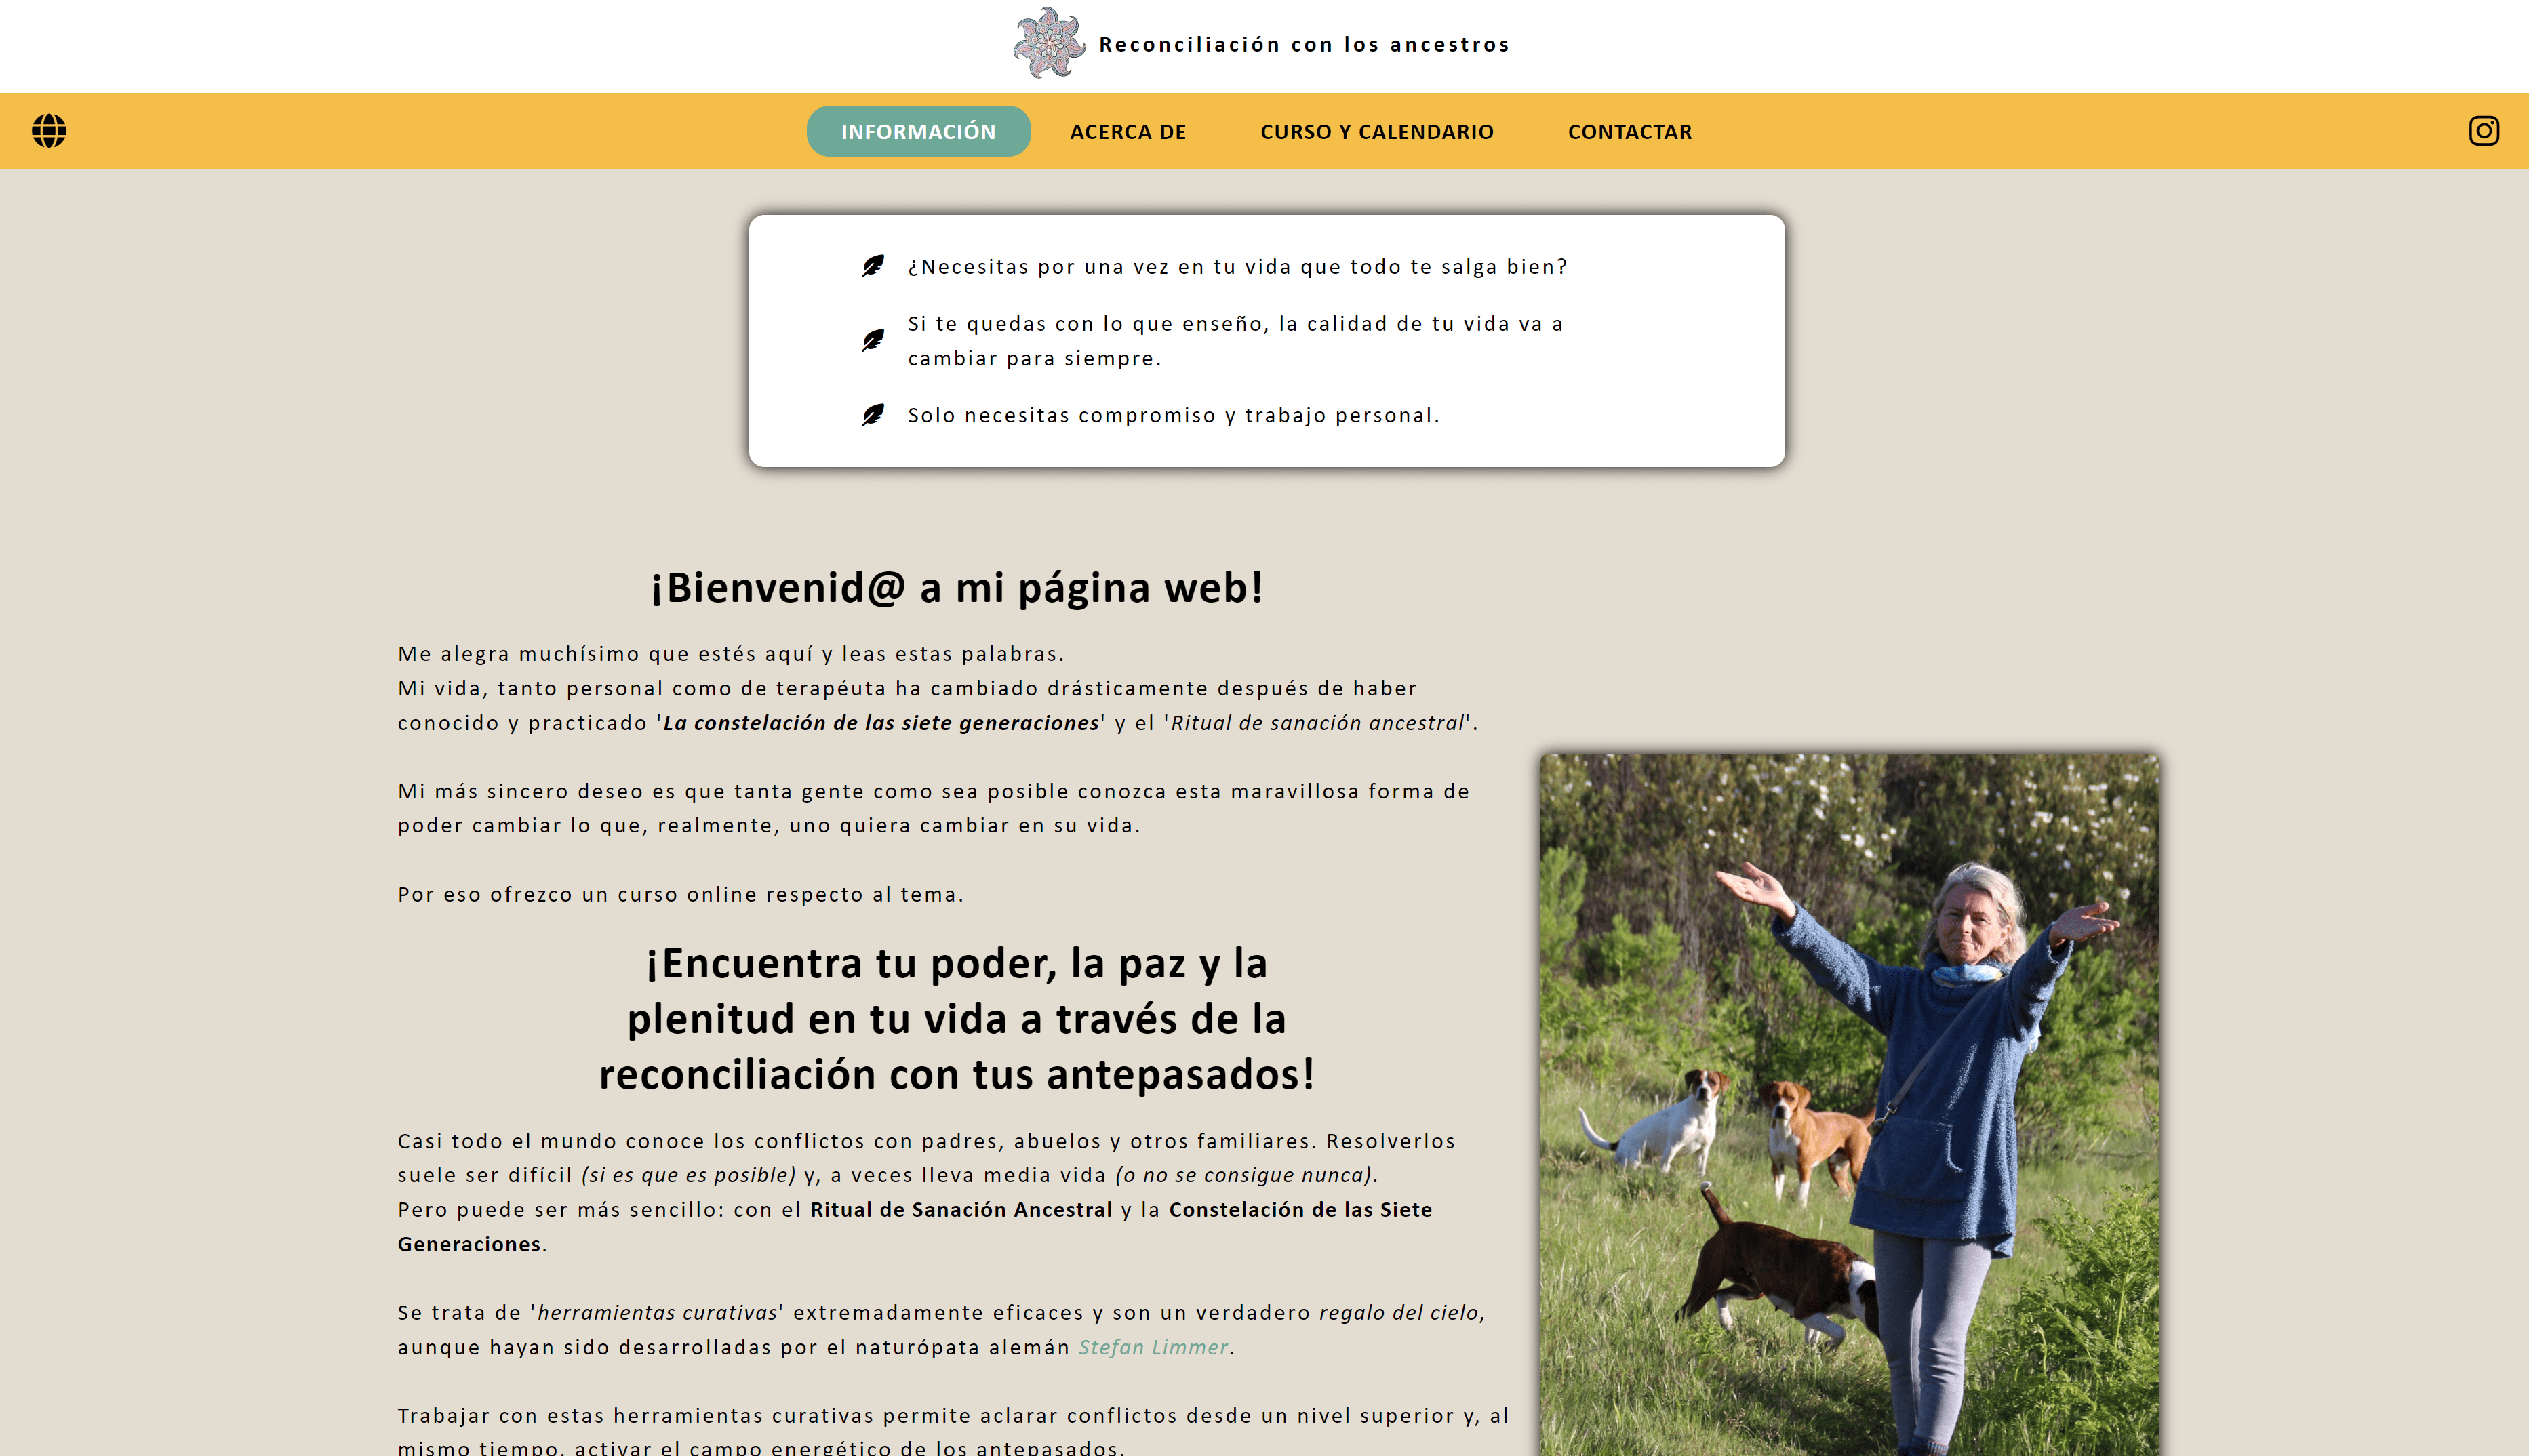 Reconciliación con los ancestros
INFORMACIÓN
ACERCA DE
CURSO Y CALENDARIO
CONTACTAR
¿Necesitas por una vez en tu vida que todo te salga bien?
Si te quedas con lo que enseño, la calidad de tu vida va a
cambiar para siempre.
Solo necesitas compromiso y trabajo personal.
¡Bienvenid@ a mi página web!
Me alegra muchísimo que estés aquí y leas estas palabras.
Mi vida, tanto personal como de terapéuta ha cambiado drásticamente después de haber
conocido y practicado 'La constelación de las siete generaciones' y el 'Ritual de sanación ancestral'.
Mi más sincero deseo es que tanta gente como sea posible conozca esta maravillosa forma de
poder cambiar lo que, realmente, uno quiera cambiar en su vida.
Por eso ofrezco un curso online respecto al tema.
¡Encuentra tu poder, la paz y la
plenitud en tu vida a través de la
reconciliación con tus antepasados!
Casi todo el mundo conoce los conflictos con padres, abuelos y otros familiares. Resolverlos
suele ser difícil (si es que es posible) y, a veces lleva media vida (o no se consigue nunca).
Pero puede ser más sencillo: con el Ritual de Sanación Ancestral y la Constelación de las Siete
Generaciones.
Se trata de 'herramientas curativas' extremadamente eficaces y son un verdadero regalo del cielo,
aunque hayan sido desarrolladas por el naturópata alemán Stefan Limmer.
Trabajar con estas herramientas curativas permite aclarar conflictos desde un nivel superior y, al
mismo tiempo, activar el campo energético de los antepasados.